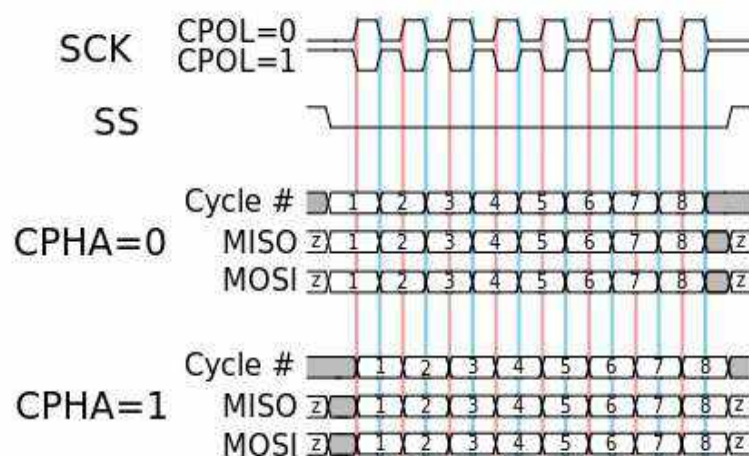 SCK CPOL=0
CPOL=1
SS
Cycle # 1 2 3 4 5 6 7 8
CPHA=0 MISO z 1 2 3 4 5 6 7 8 z
MOSI z 1 2 3 4 5 6 7 8 z
Cycle # 1 2 3 4 5 6 7 8
CPHA=1 MISO z 1 2 3 4 5 6 7 8 z
MOSI z 1 2 3 4 5 6 7 8 z